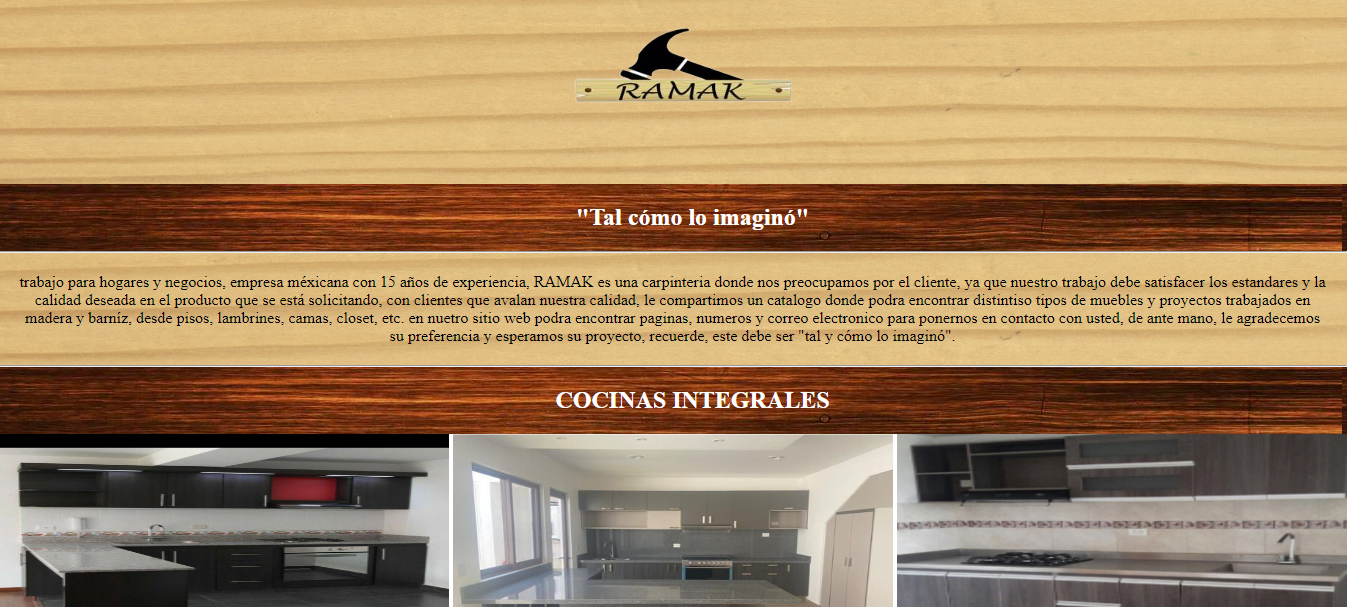 RAMAK
"Tal cómo lo imaginó"
trabajo para hogares y negocios, empresa méxicana con 15 años de experiencia, RAMAK es una carpinteria donde nos preocupamos por el cliente, ya que nuestro trabajo debe satisfacer los estandares y la
calidad deseada en el producto que se está solicitando, con clientes que avalan nuestra calidad, le compartimos un catalogo donde podra encontrar distintiso tipos de muebles y proyectos trabajados en
madera y barníz, desde pisos, lambrines, camas, closet, etc. en nuetro sitio web podra encontrar paginas, numeros y correo electronico para ponernos en contacto con usted, de ante mano, le agradecemos
su preferencia y esperamos su proyecto, recuerde, este debe ser "tal y cómo lo imaginó".
COCINAS INTEGRALES